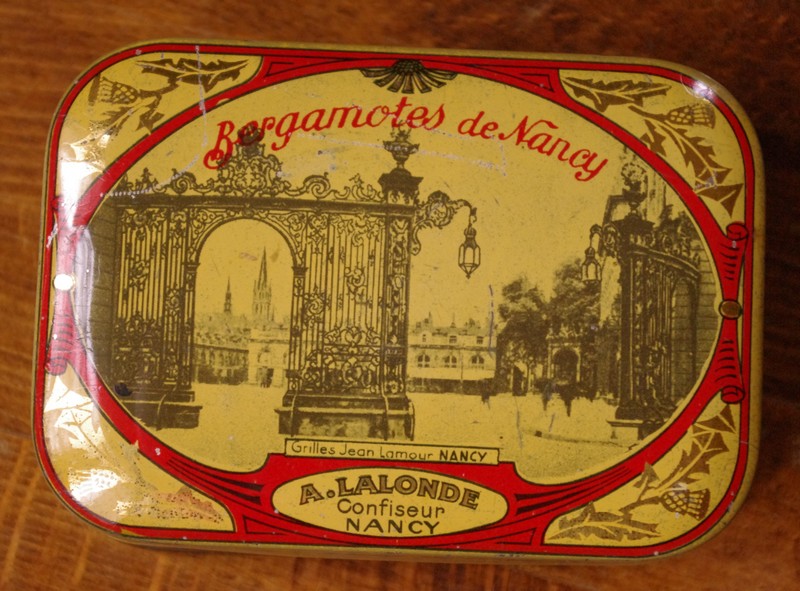 Bergamotes de Nancy
Grilles Jean Lamour NANCY
A. LALONDE
Confiseur
NANCY